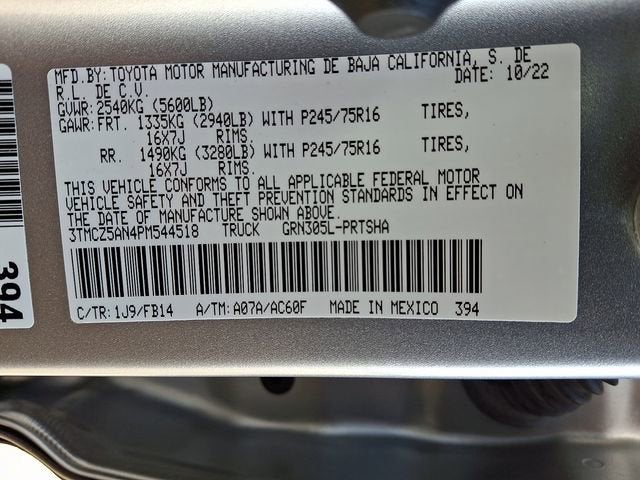 MFD.BY:TOYOTA MOTOR MANUFACTURING DE BAJA CALIFORNIA, S. DE
R.L. DE C.V. DATE: 10/22
GVWR:2540KG (5600LB)
GAWR:FRT. 1335KG (2940LB) WITH P245/75R16 TIRES,
16X7J RIMS
RR. 1490KG (3280LB) WITH P245/75R16 TIRES,
16X7J RIMS.
THIS VEHICLE CONFORMS TO ALL APPLICABLE FEDERAL MOTOR
VEHICLE SAFETY AND THEFT PREVENTION STANDARDS IN EFFECT ON
THE DATE OF MANUFACTURE SHOWN ABOVE.
3TMCZ5AN4PM544518 TRUCK GRN305L-PRTSHA
C/TR:1J9/FB14 A/TM:A07A/AC60F MADE IN MEXICO 394
394